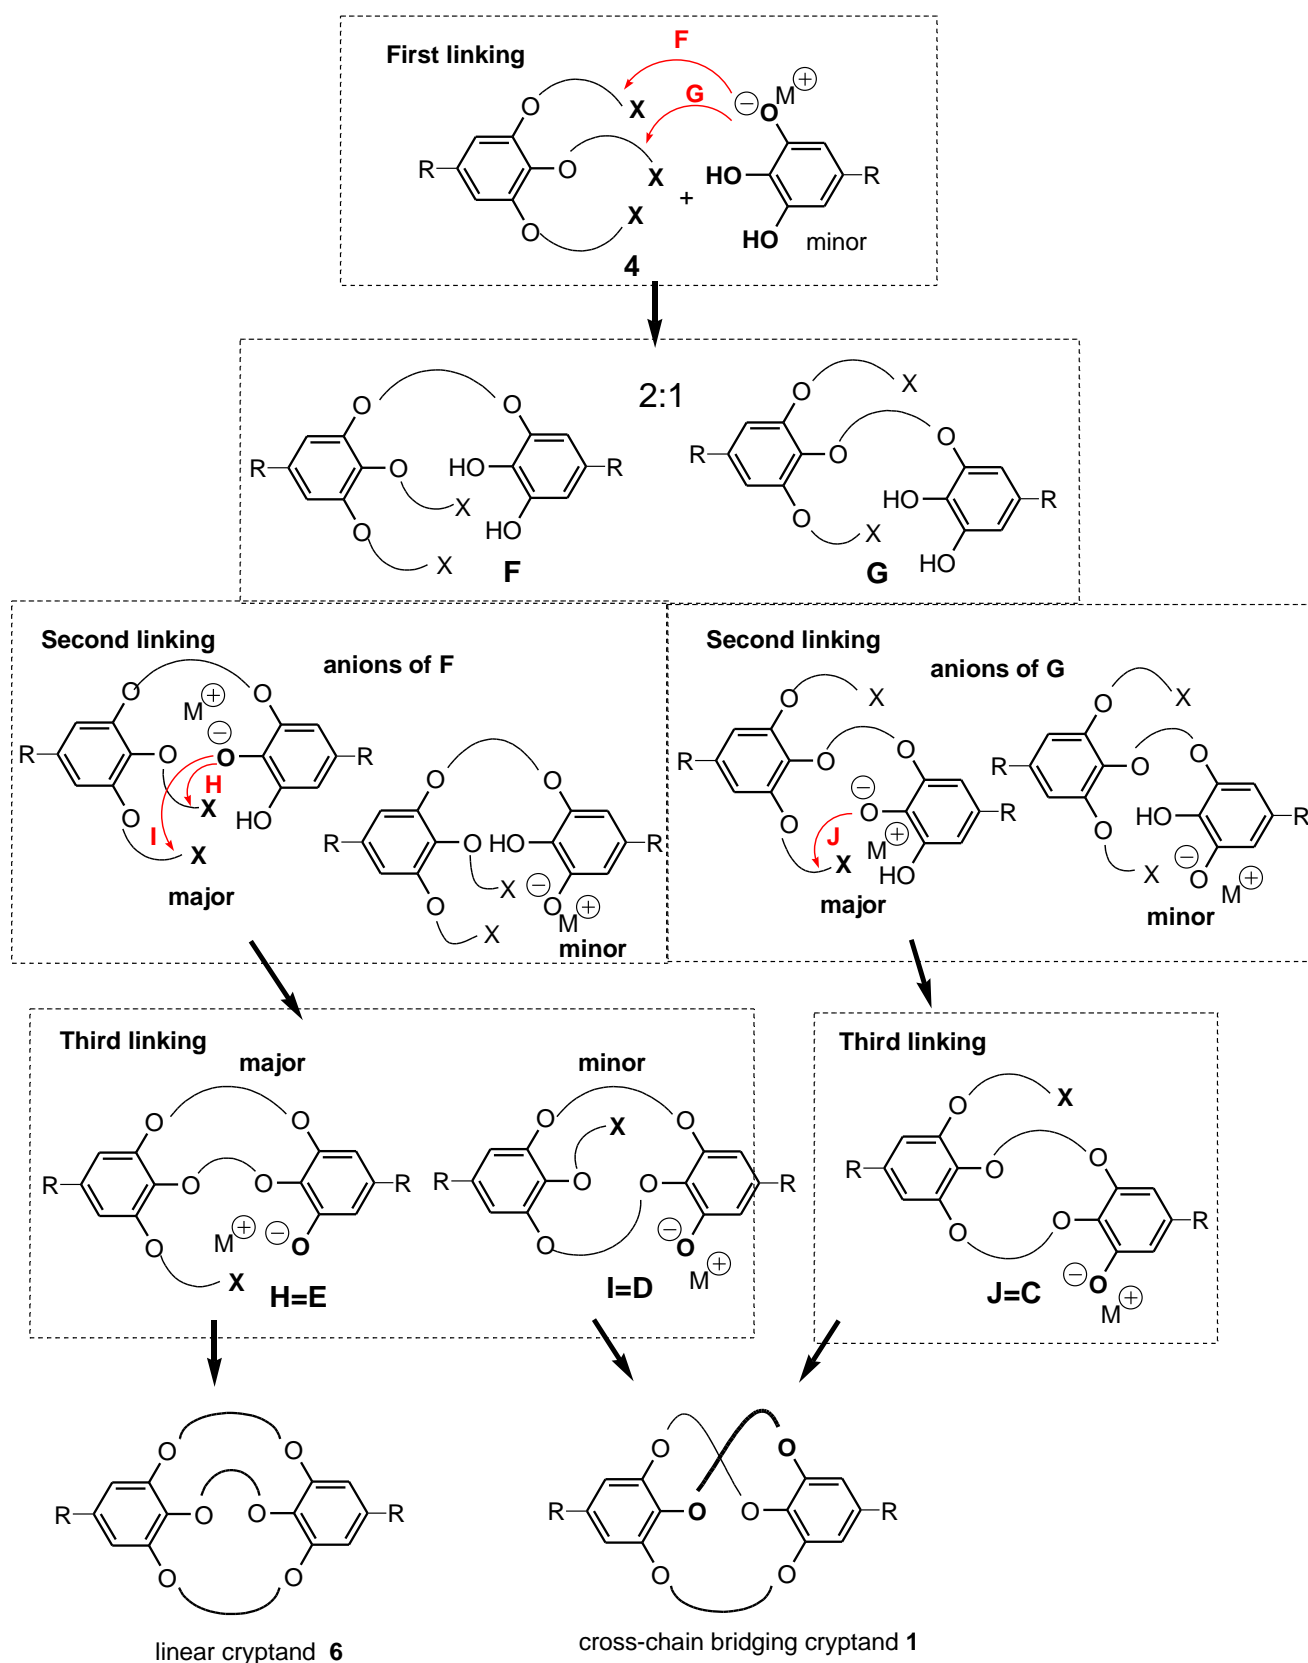 First linking
F
G
O
X
R
O
X
O
X
4
+
⊖
M⊕
O
HO
R
HO
minor
2:1
O
O
R
O
HO
R
X
HO
O
X
F
O
X
O
R
O
HO
R
O
X
HO
G
Second linking
anions of F
O
M⊕
O
⊖
R
O
O
R
H
X
O
HO
I
X
major
O
O
R
O
HO
R
X
⊖
O
O
M⊕
X
minor
Second linking
anions of G
O
X
O
R
O
⊖
O
R
O
J
M⊕
X
HO
major
O
X
O
R
O
HO
R
O
⊖
X
O
M⊕
minor
Third linking
major
O
O
R
O
O
R
M⊕
⊖
O
O
X
H=E
minor
O
X
O
R
O
O
R
⊖
O
O
M⊕
I=D
Third linking
O
X
O
R
O
O
R
O
⊖
O
M⊕
J=C
O
O
R
O
O
R
O
O
linear cryptand 6
O
O
R
O
O
R
O
O
cross-chain bridging cryptand 1